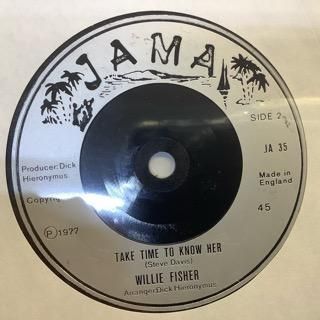 JAMA
SIDE 2
JA 35
Producer: Dick
Hieronymus
Made in
England
Copyrig
45
Ⓟ 1977
TAKE TIME TO KNOW HER
(Steve Davis)
WILLIE FISHER
Arranger Dick Hieronymus